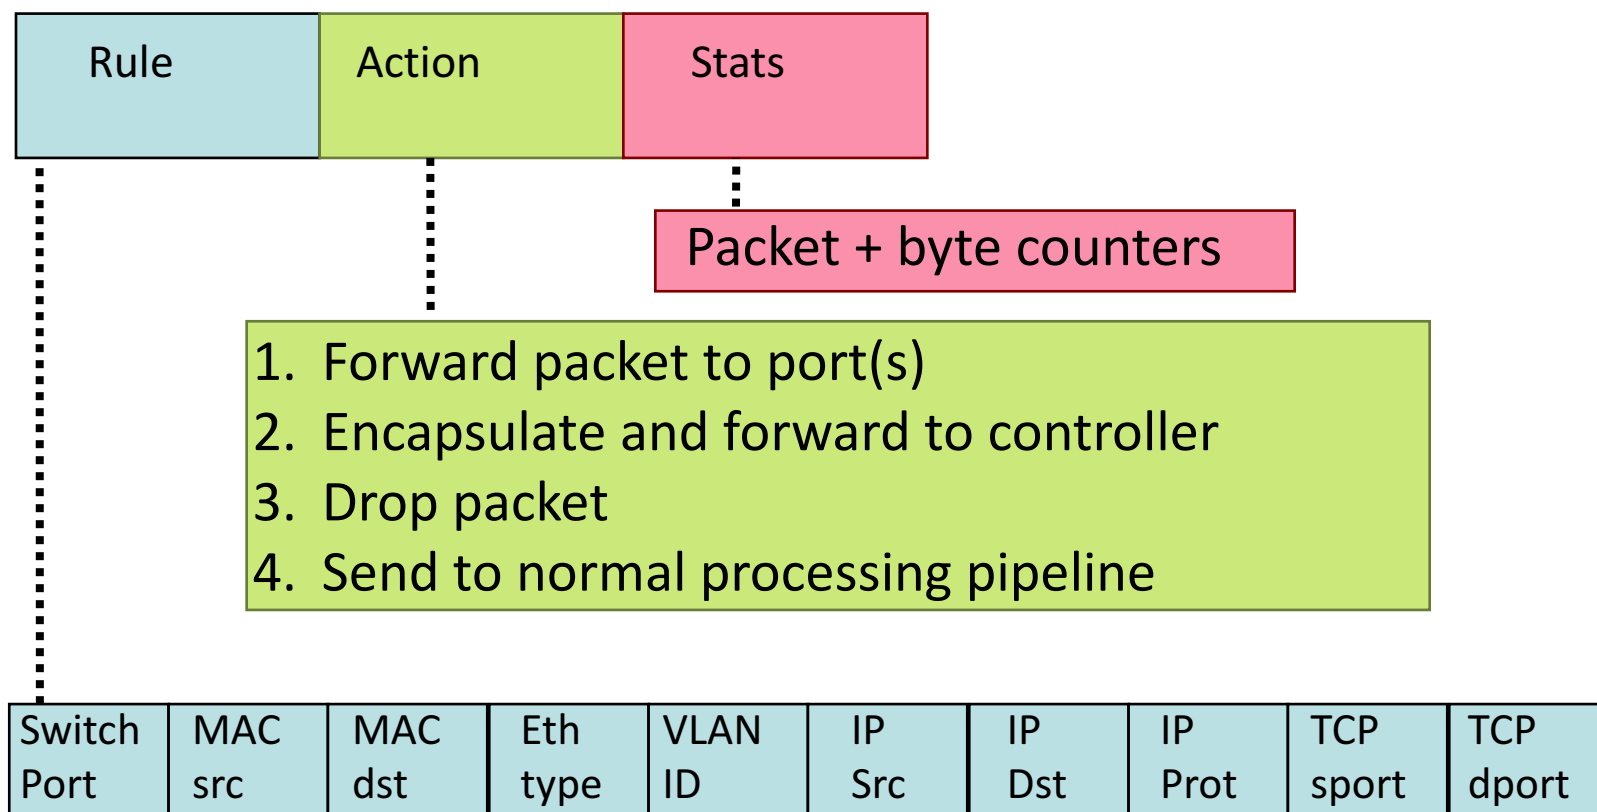 Rule Action Stats
Packet + byte counters
1. Forward packet to port(s)
2. Encapsulate and forward to controller
3. Drop packet
4. Send to normal processing pipeline
Switch Port
MAC src
MAC dst
Eth type
VLAN ID
IP Src
IP Dst
IP Prot
TCP sport
TCP dport